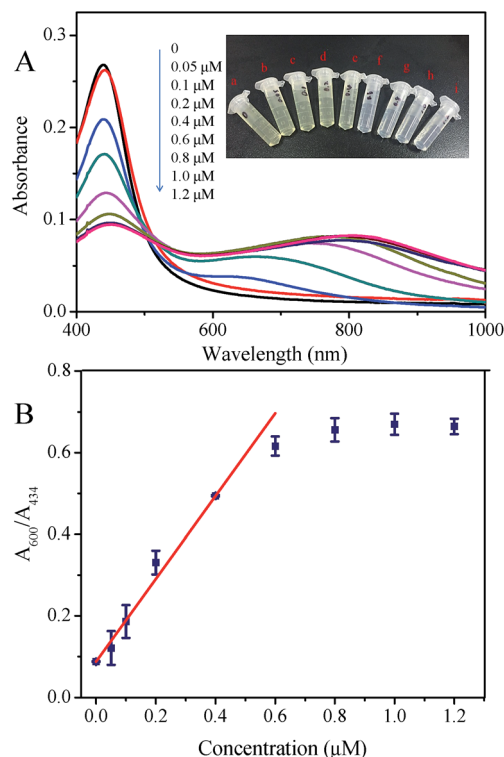 A
0
0.05 µM
0.1 µM
0.2 µM
0.4 µM
0.6 µM
0.8 µM
1.0 µM
1.2 µM
a b c d e f g h i
0.3
0.2
0.1
0.0
Absorbance
400 600 800 1000
Wavelength (nm)
B
0.8
0.6
0.4
0.2
0.0
A600/A434
0.0 0.2 0.4 0.6 0.8 1.0 1.2
Concentration (µM)